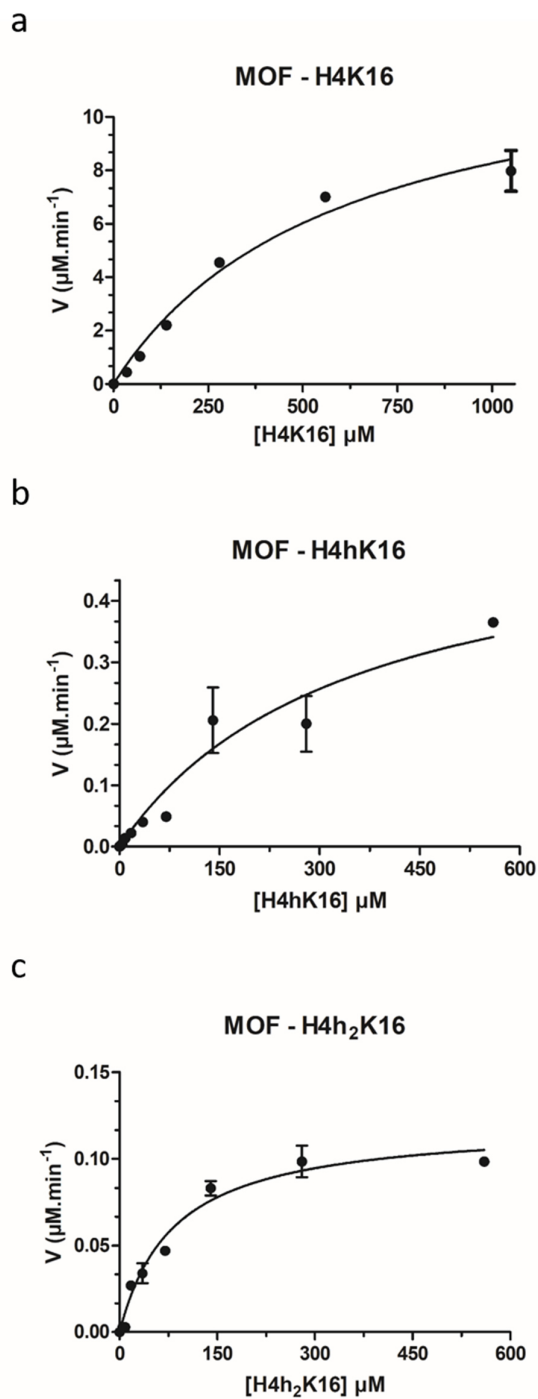 a
MOF - H4K16
10
8
6
4
2
0
V (µM.min⁻¹)
0 250 500 750 1000
[H4K16] µM
b
MOF - H4hK16
0.4
0.3
0.2
0.1
0.0
V (µM.min⁻¹)
0 150 300 450 600
[H4hK16] µM
c
MOF - H4h₂K16
0.15
0.10
0.05
0.00
V (µM.min⁻¹)
0 150 300 450 600
[H4h₂K16] µM